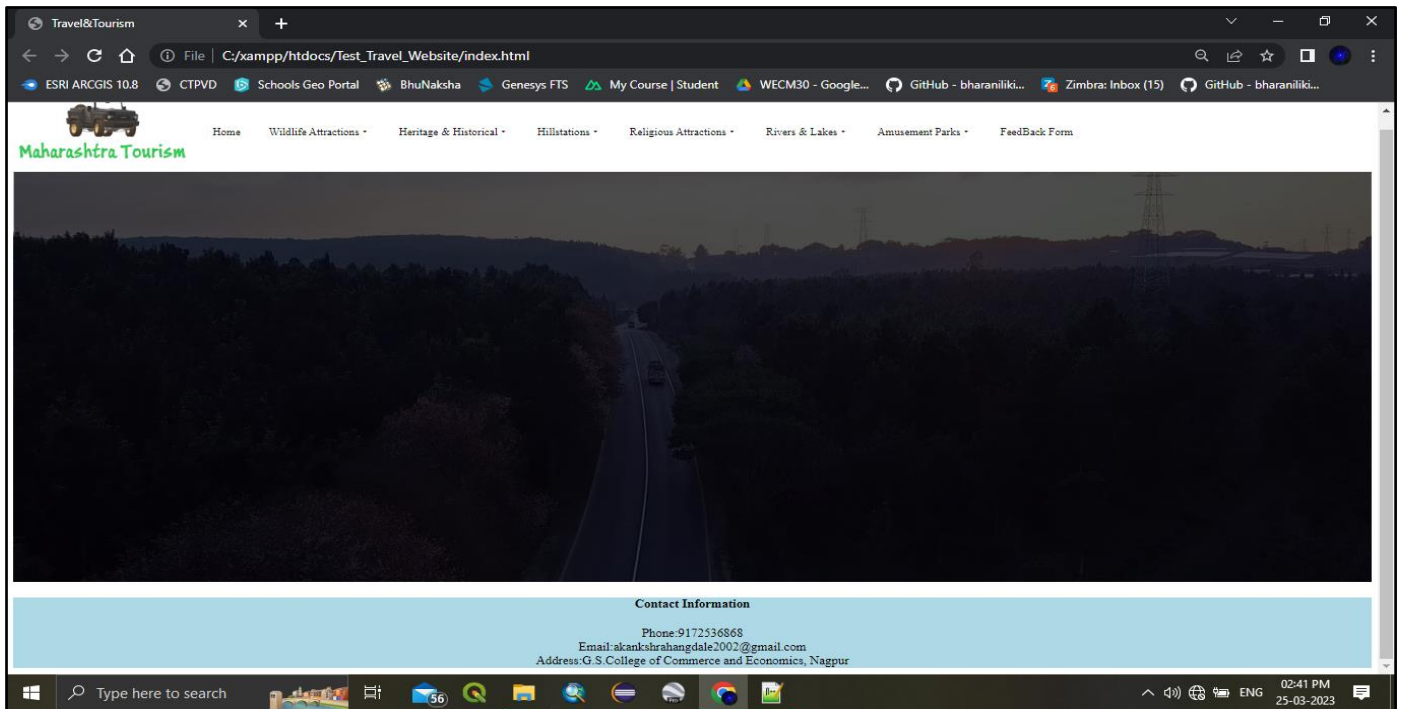 Travel&Tourism
File | C:/xampp/htdocs/Test_Travel_Website/index.html
ESRI ARCGIS 10.8 CTPVD Schools Geo Portal BhuNaksha Genesys FTS My Course | Student WECM30 - Google... GitHub - bharaniliki... Zimbra: Inbox (15) GitHub - bharaniliki...
Home Wildlife Attractions Heritage & Historical Hillstations Religious Attractions Rivers & Lakes Amusement Parks FeedBack Form
Maharashtra Tourism
Contact Information
Phone:9172536868
Email:akankshrahangdale2002@gmail.com
Address:G.S.College of Commerce and Economics, Nagpur
Type here to search 56 ENG 02:41 PM
25-03-2023